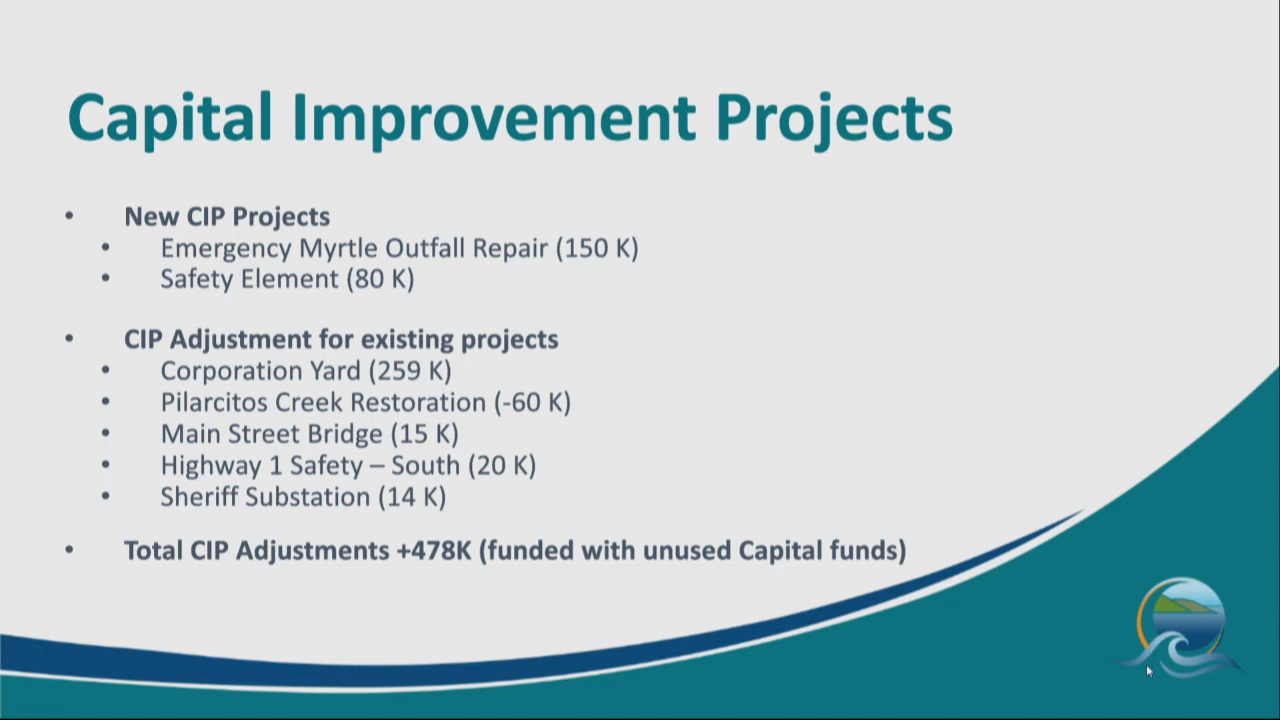 Capital Improvement Projects
• New CIP Projects
• Emergency Myrtle Outfall Repair (150 K)
• Safety Element (80 K)
• CIP Adjustment for existing projects
• Corporation Yard (259 K)
• Pilarcitos Creek Restoration (-60 K)
• Main Street Bridge (15 K)
• Highway 1 Safety – South (20 K)
• Sheriff Substation (14 K)
• Total CIP Adjustments +478K (funded with unused Capital funds)